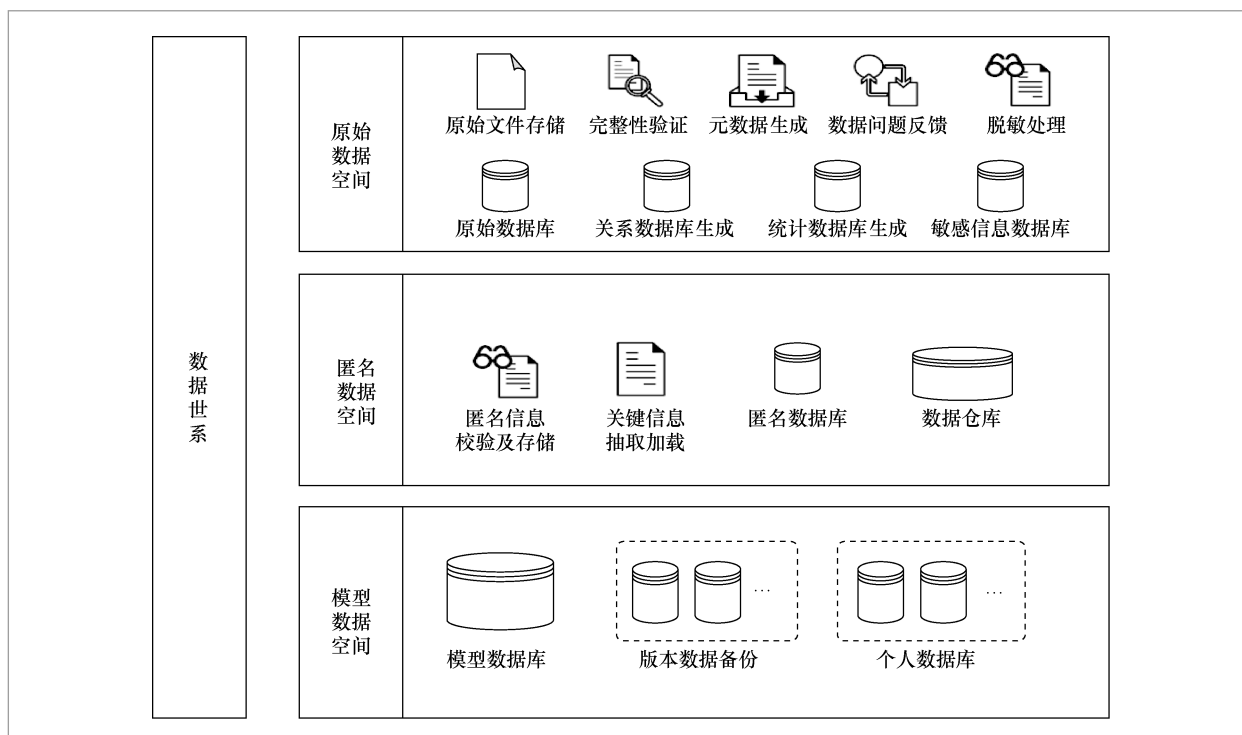 数
据
世
系
原始
数据
空间
原始文件存储
完整性验证
元数据生成
数据问题反馈
脱敏处理
原始数据库
关系数据库生成
统计数据库生成
敏感信息数据库
匿名
数据
空间
匿名信息
校验及存储
关键信息
抽取加载
匿名数据库
数据仓库
模型
数据
空间
模型数据库
...
版本数据备份
...
个人数据库